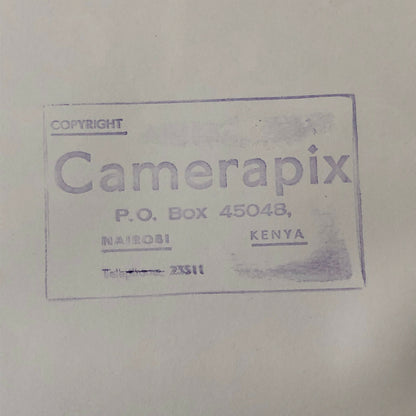 COPYRIGHT
Camerapix
P.O. Box 45048,
NAIROBI KENYA
Telephone 23511